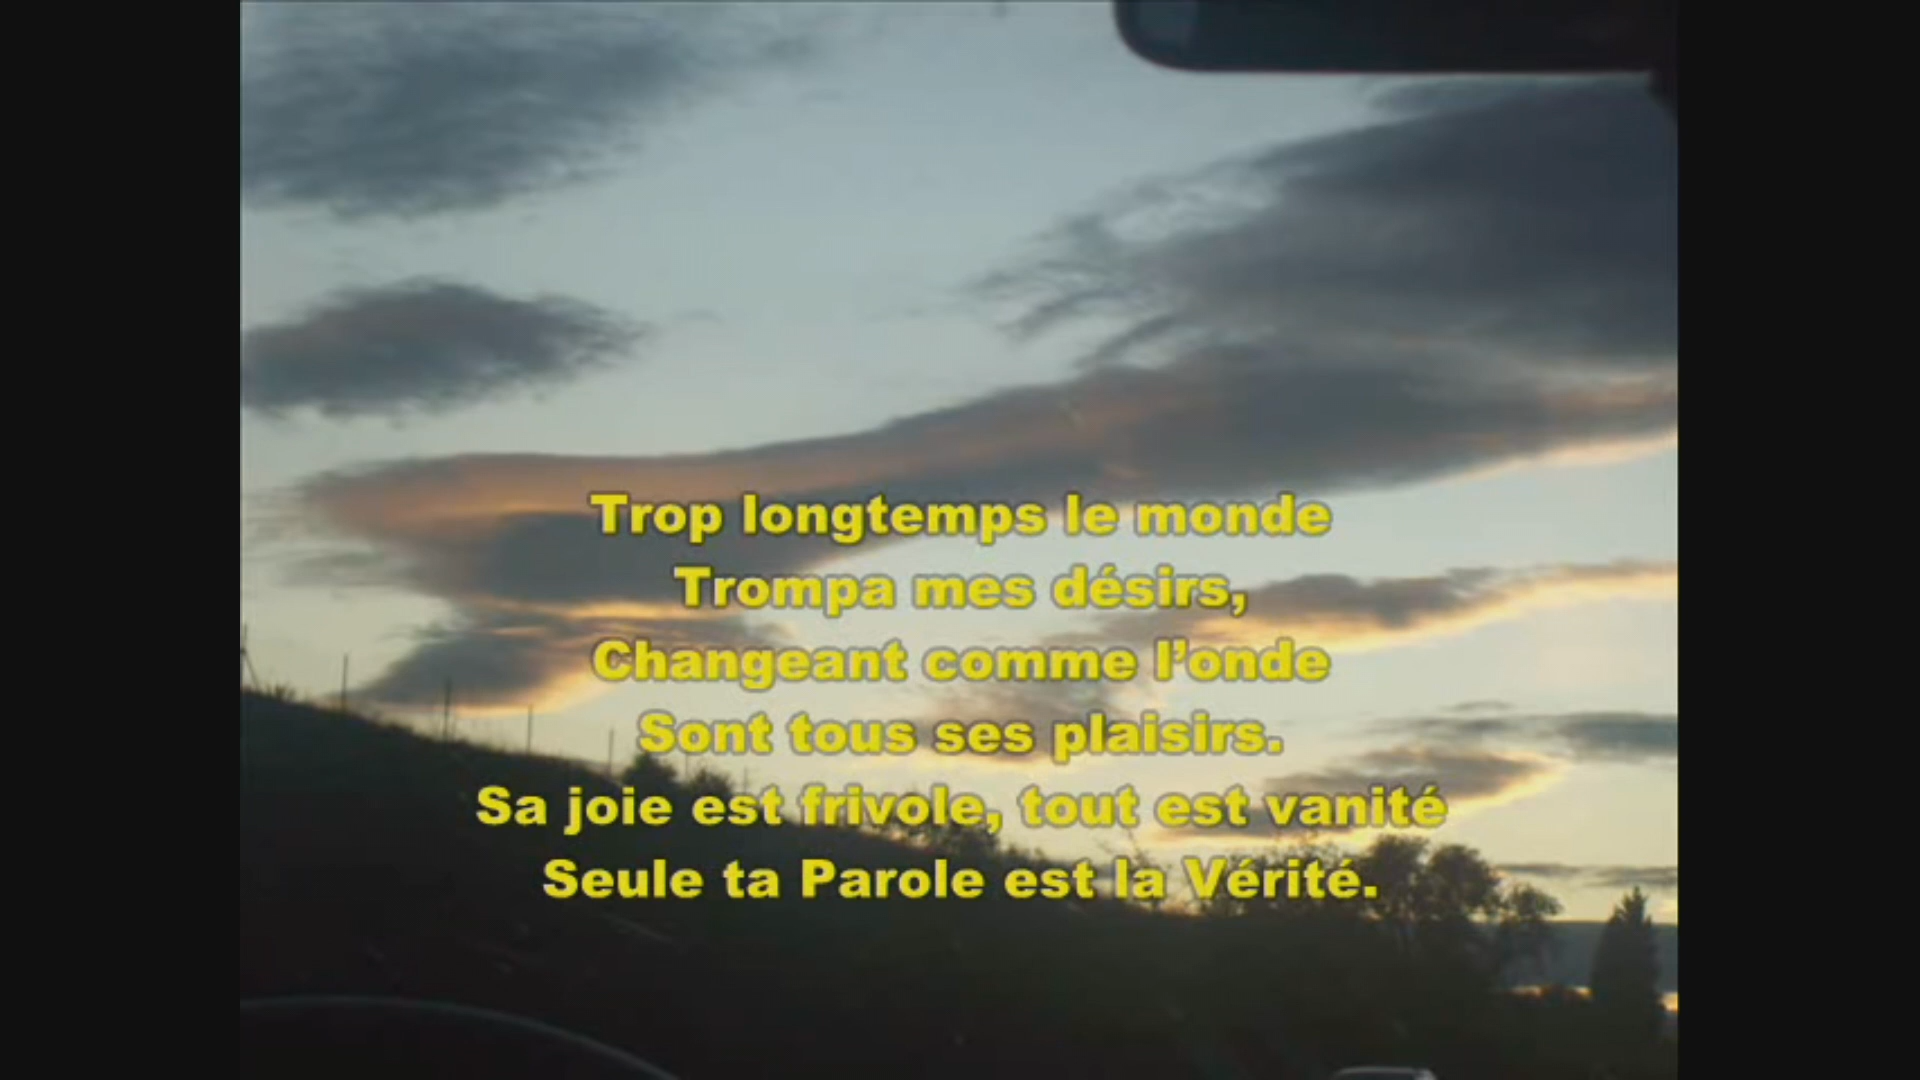 Trop longtemps le monde
Trompa mes désirs,
Changeant comme l’onde
Sont tous ses plaisirs.
Sa joie est frivole, tout est vanité
Seule ta Parole est la Vérité.